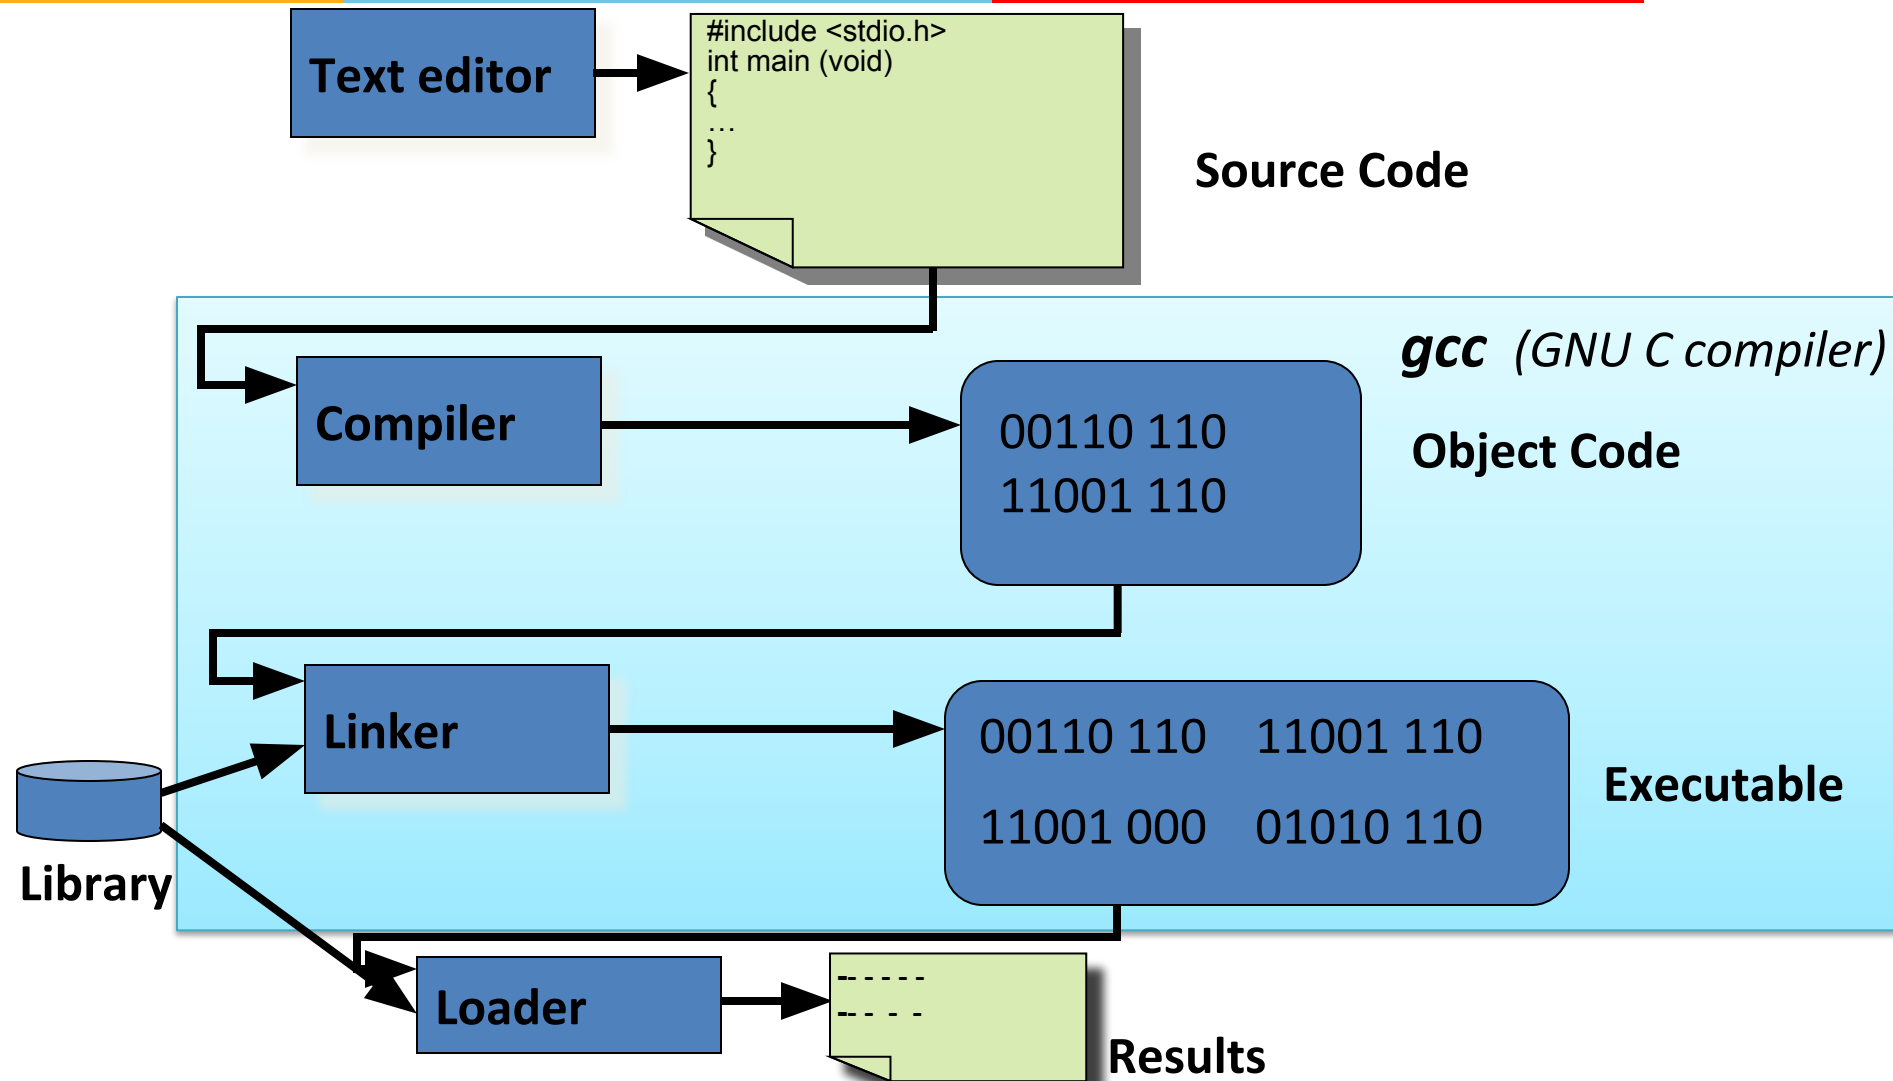 Text editor
#include <stdio.h>
int main (void)
{
…
}
Source Code
gcc (GNU C compiler)
Compiler
00110 110
11001 110
Object Code
Linker
00110 110 11001 110
11001 000 01010 110
Executable
Library
Loader
-- - - - -
-- - - -
Results